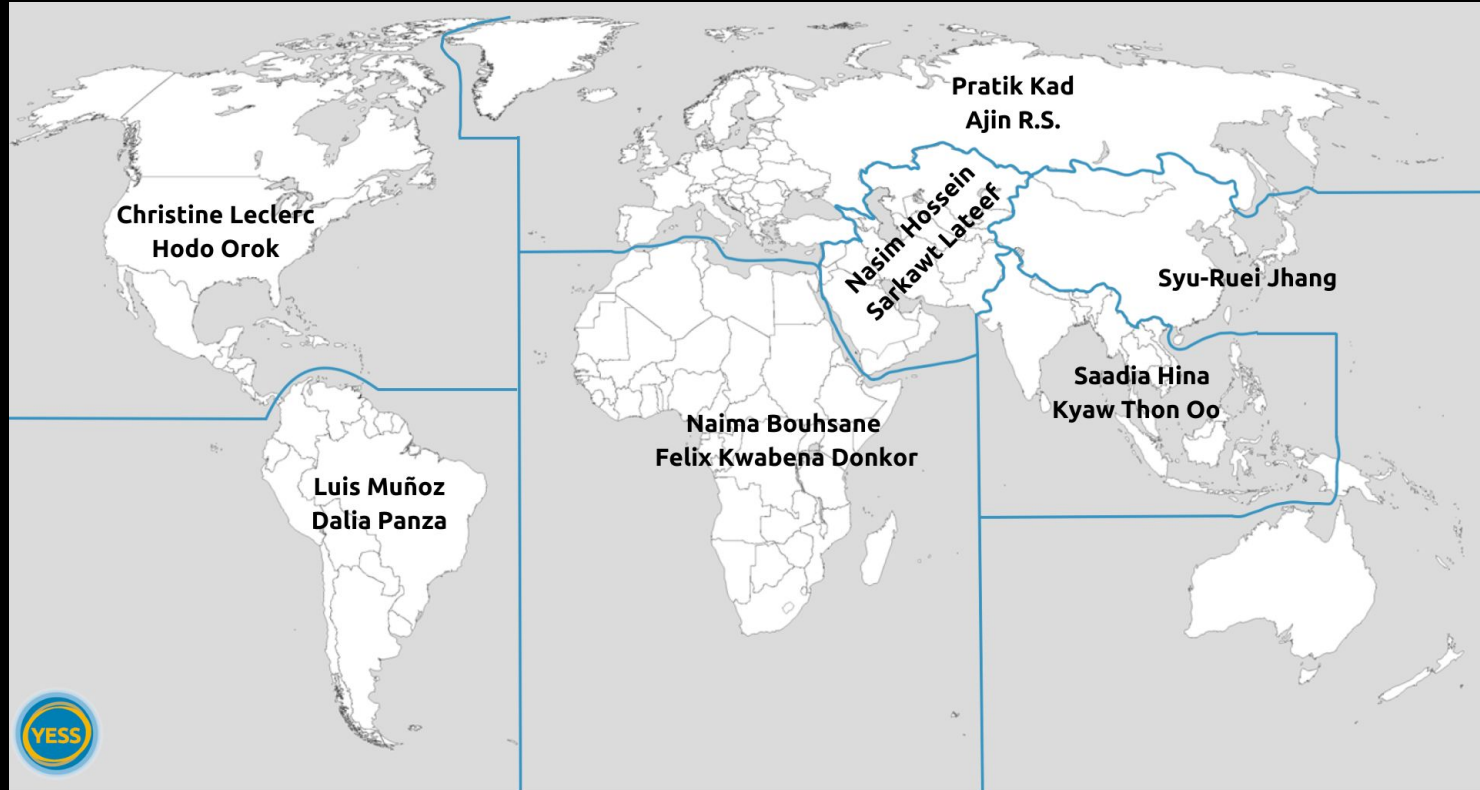 Pratik Kad
Ajin R.S.
Christine Leclerc
Hodo Orok
Nasim Hossein
Sarkawt Lateef
Syu-Ruei Jhang
Saadia Hina
Kyaw Thon Oo
Naima Bouhsane
Felix Kwabena Donkor
Luis Muñoz
Dalia Panza
YESS